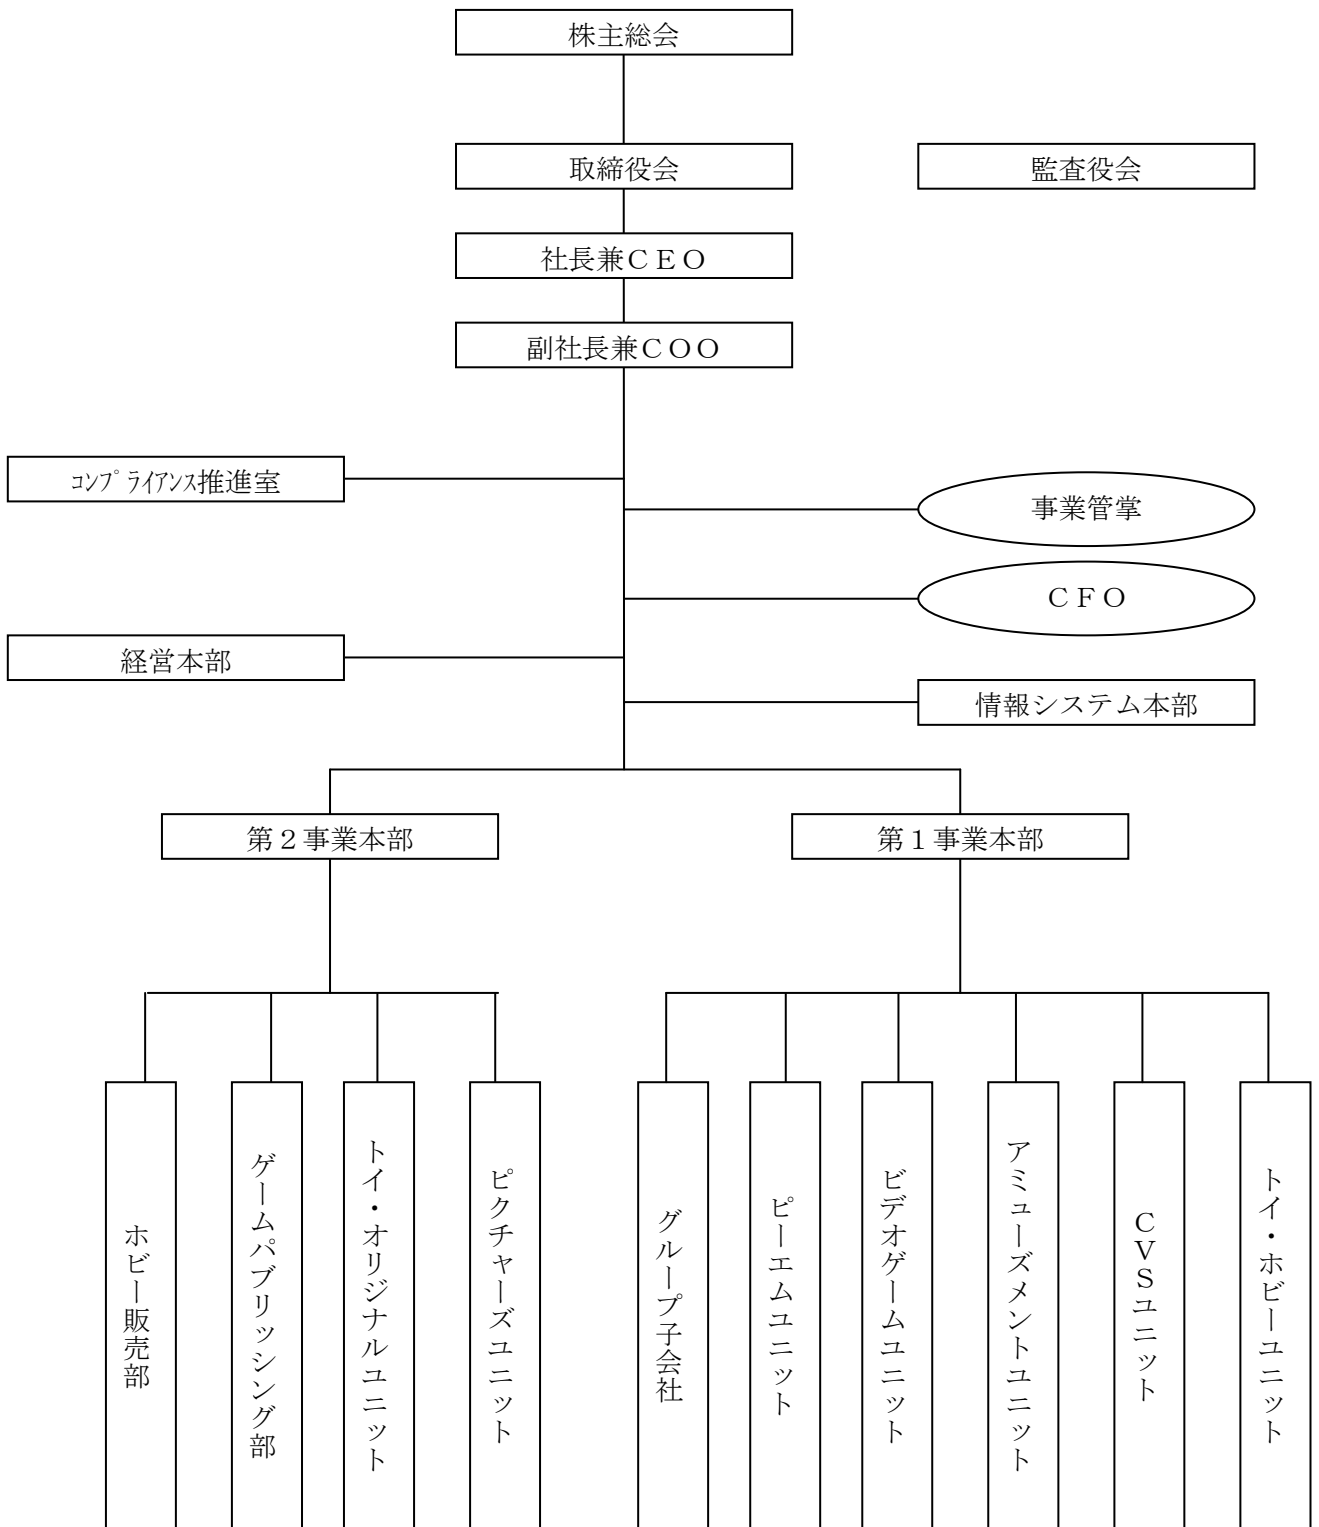 株主総会
取締役会
監査役会
社長兼ＣＥＯ
副社長兼ＣＯＯ
ｺﾝﾌﾟﾗｲｱﾝｽ推進室
事業管掌
ＣＦＯ
経営本部
情報システム本部
第２事業本部
第１事業本部
ホビー販売部
ゲームパブリッシング部
トイ・オリジナルユニット
ピクチャーズユニット
グループ子会社
ピーエムユニット
ビデオゲームユニット
アミューズメントユニット
ＣＶＳユニット
トイ・ホビーユニット